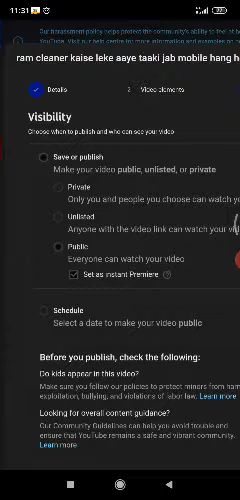 11:31
Our harassment policy helps protect the community's ability to feel at
YouTube. Visit our help centre for more information and examples on
ram cleaner kaise leke aaye taaki jab mobile hang h
Details
2
Video elements
Visibility
Choose when to publish and who can see your video
Save or publish
Make your video public, unlisted, or private
Private
Only you and people you choose can watch yo
Unlisted
Anyone with the video link can watch your vi
Public
Everyone can watch your video
Set as instant Premiere
Schedule
Select a date to make your video public
Before you publish, check the following:
Do kids appear in this video?
Make sure you follow our policies to protect minors from harm
exploitation, bullying, and violations of labor law. Learn more
Looking for overall content guidance?
Our Community Guidelines can help you avoid trouble and
ensure that YouTube remains a safe and vibrant community.
Learn more